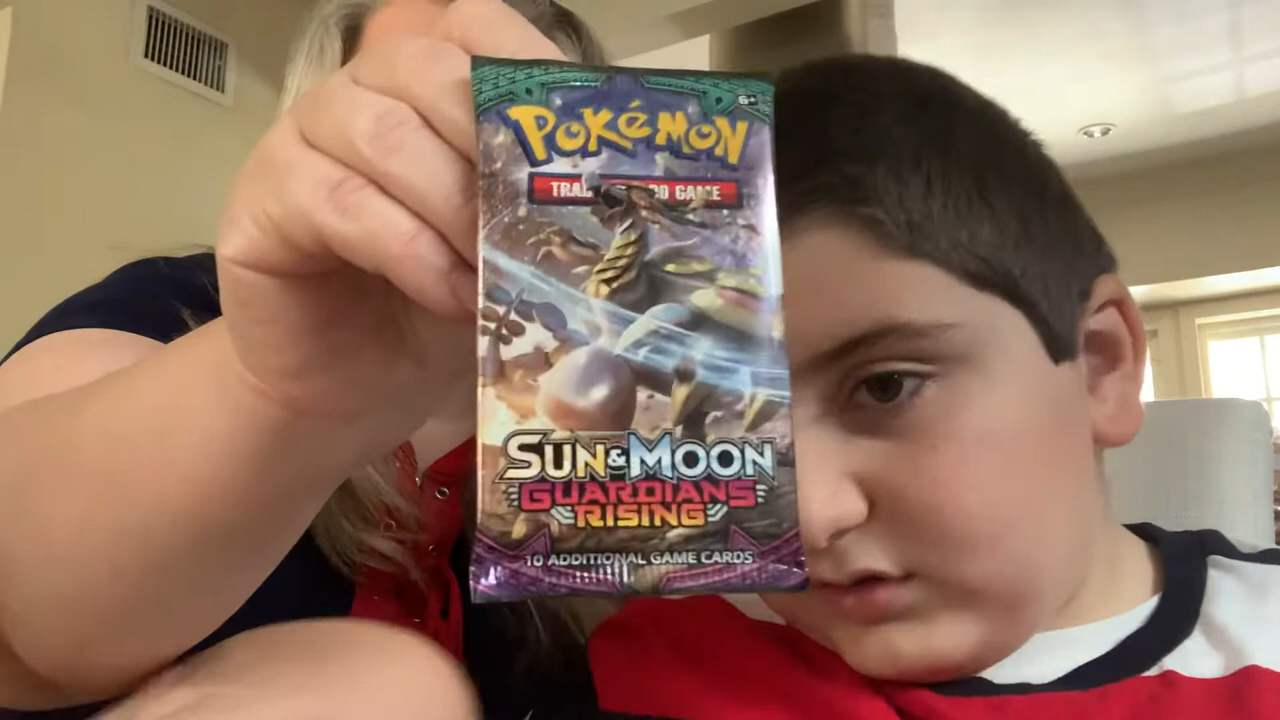 6+
POKéMON
GAME
SUN & MOON
GUARDIANS
RISING
10 ADDITIONAL GAME CARDS